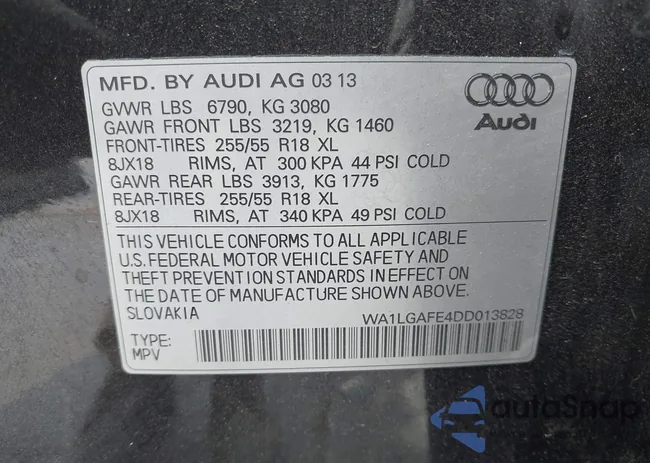 MFD. BY AUDI AG 03 13
Audi
GVWR LBS 6790, KG 3080
GAWR FRONT LBS 3219, KG 1460
FRONT-TIRES 255/55 R18 XL
8JX18 RIMS, AT 300 KPA 44 PSI COLD
GAWR REAR LBS 3913, KG 1775
REAR-TIRES 255/55 R18 XL
8JX18 RIMS, AT 340 KPA 49 PSI COLD
THIS VEHICLE CONFORMS TO ALL APPLICABLE
U.S. FEDERAL MOTOR VEHICLE SAFETY AND
THEFT PREVENTION STANDARDS IN EFFECT ON
THE DATE OF MANUFACTURE SHOWN ABOVE.
SLOVAKIA
WA1LGAFE4DD013828
TYPE:
MPV
autoSnap